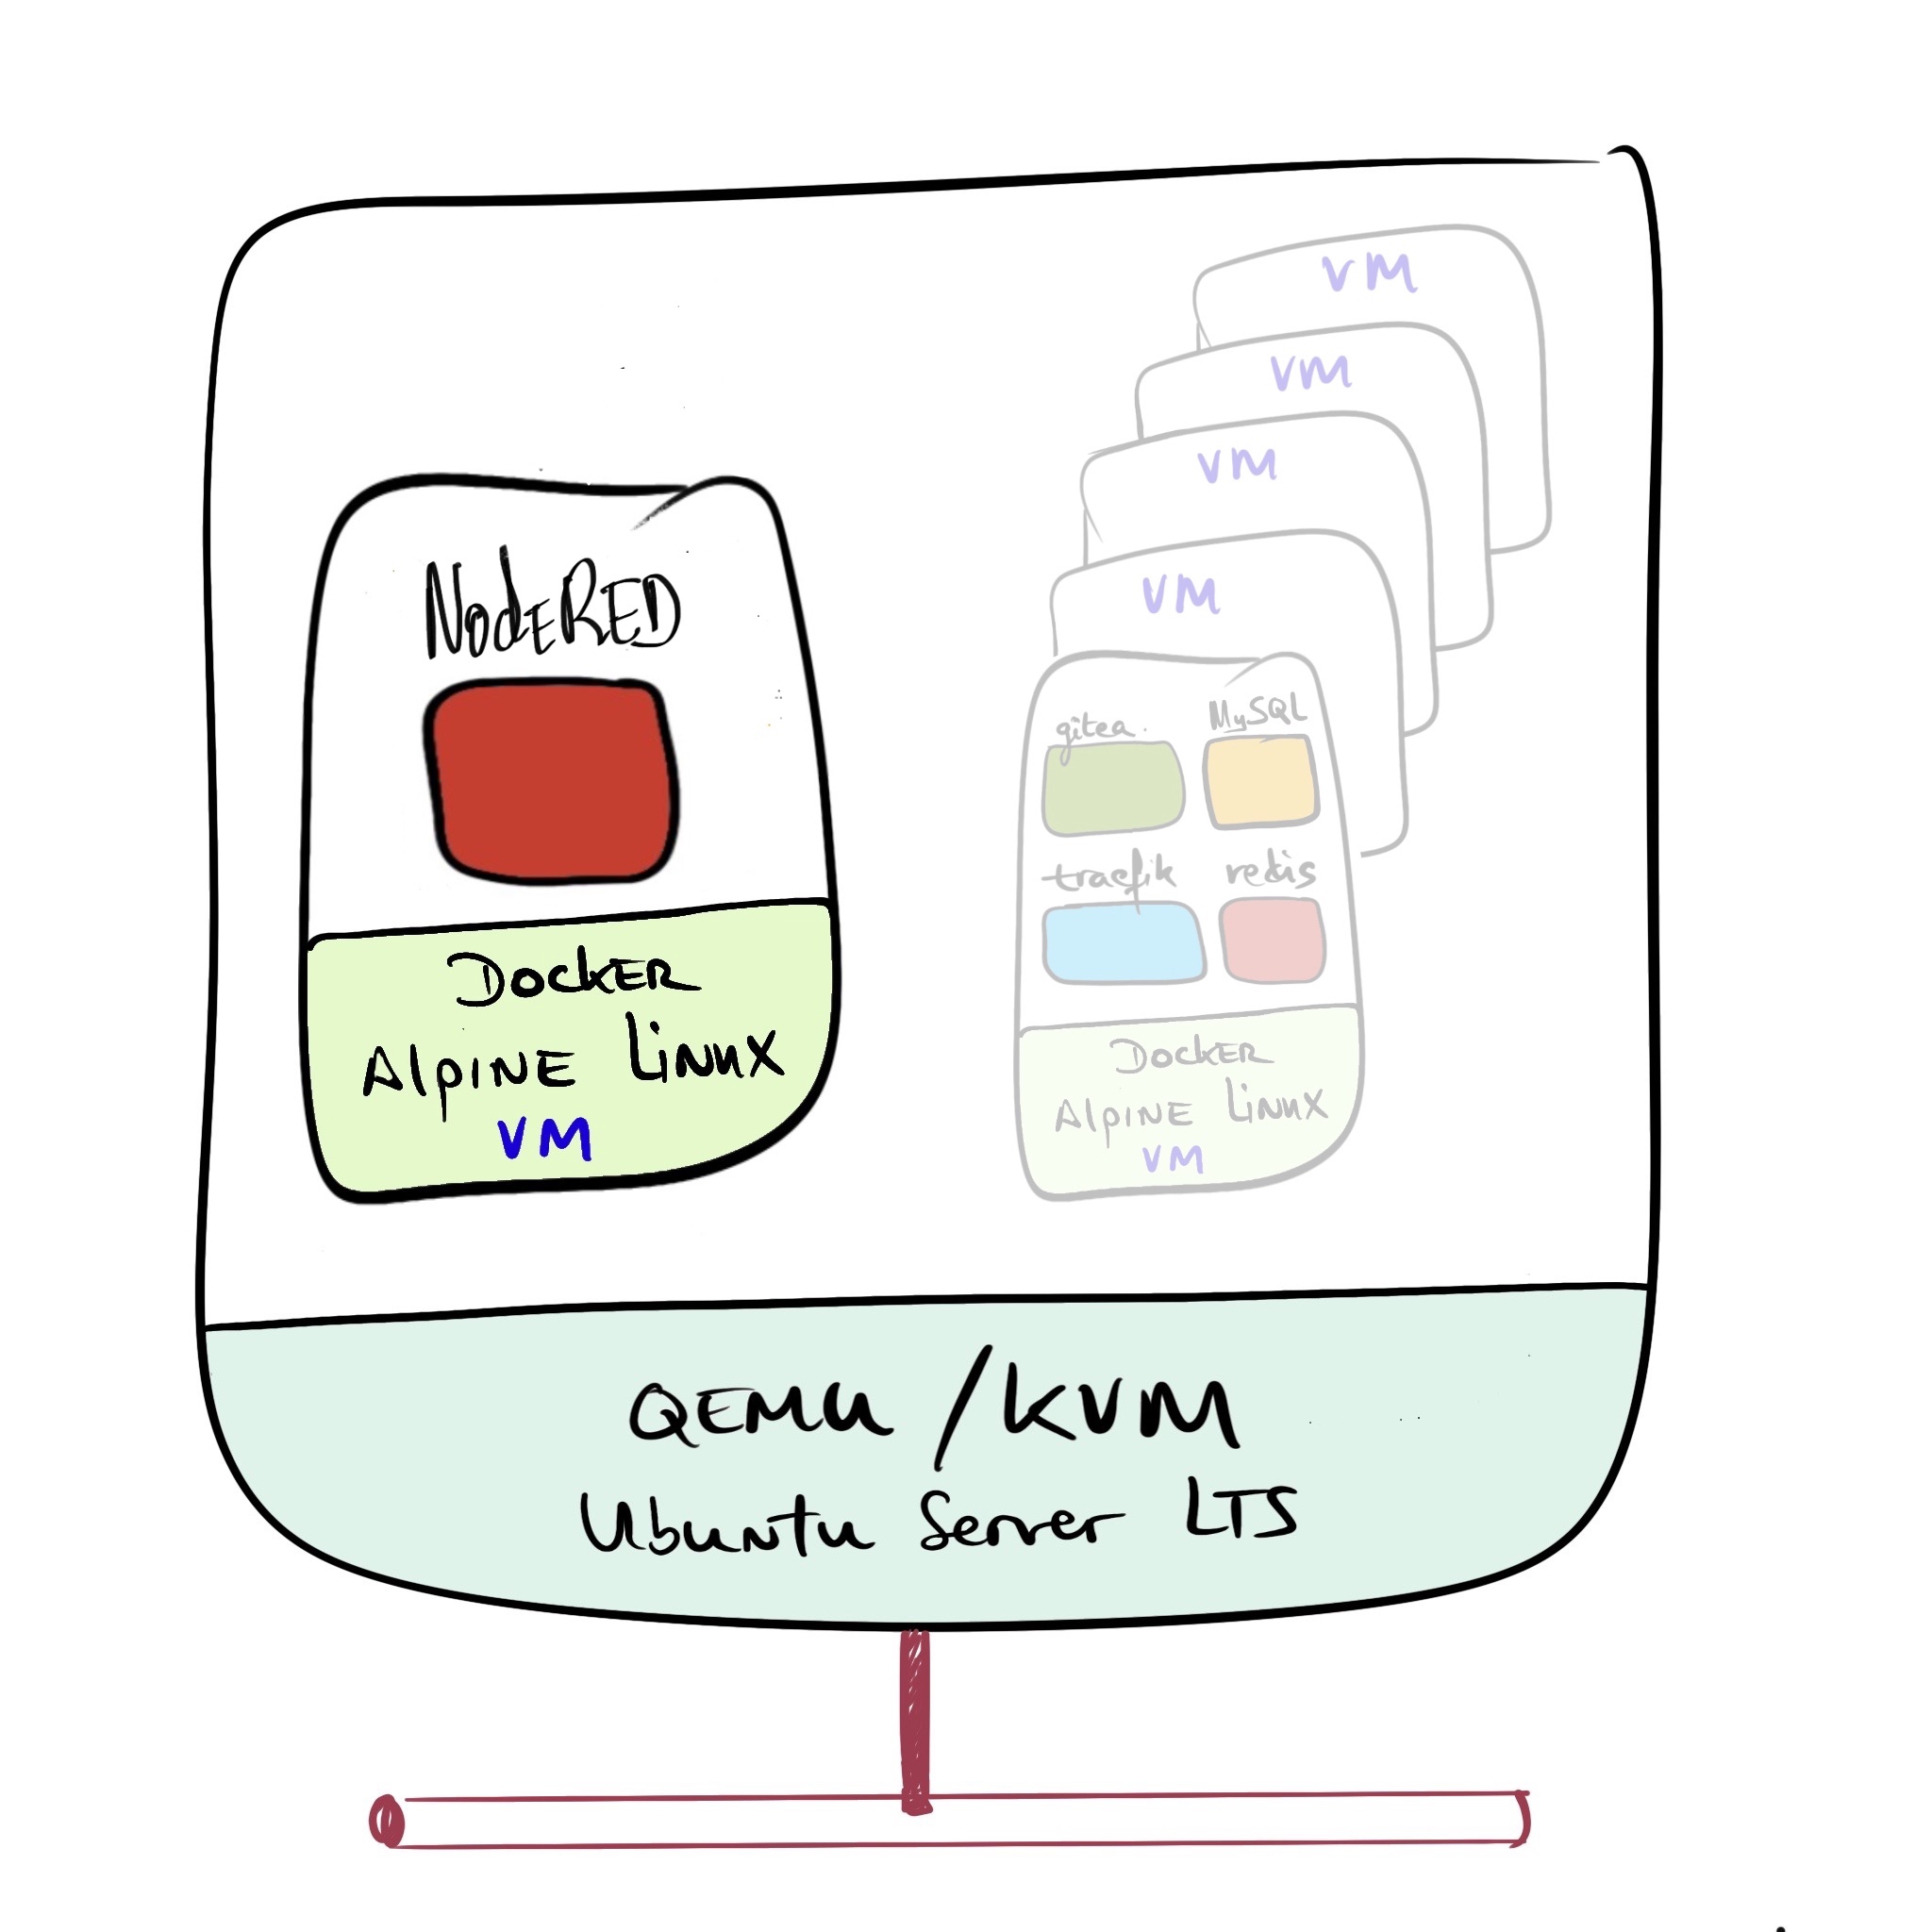 VM
VM
VM
VM
NodeRED
gitea
MySQL
traefik
redis
Docker
Alpine Linux
VM
Docker
Alpine Linux
VM
QEMU / KVM
Ubuntu Server LTS